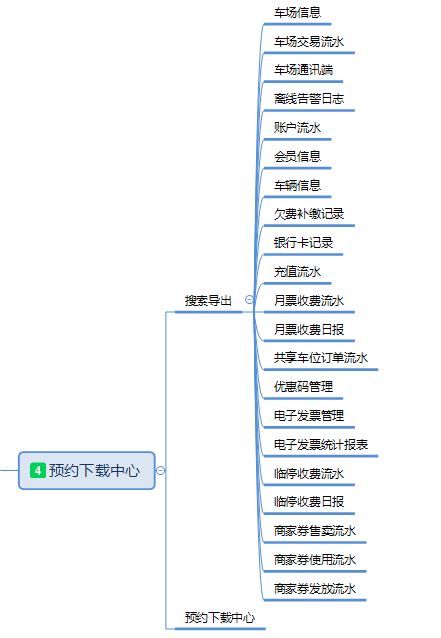 车场信息
车场交易流水
车场通讯端
离线告警日志
账户流水
会员信息
车辆信息
欠费补缴记录
银行卡记录
充值流水
搜索导出
月票收费流水
月票收费日报
共享车位订单流水
优惠码管理
电子发票管理
电子发票统计报表
4 预约下载中心
临停收费流水
临停收费日报
商家券售卖流水
商家券使用流水
商家券发放流水
预约下载中心